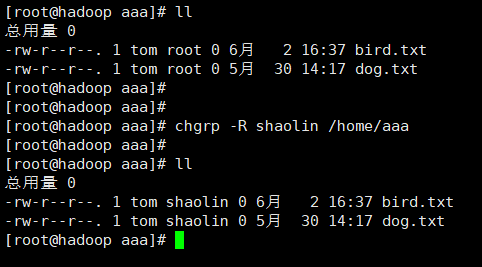 [root@hadoop aaa]# ll
总用量 0
-rw-r--r--. 1 tom root 0 6月   2 16:37 bird.txt
-rw-r--r--. 1 tom root 0 5月  30 14:17 dog.txt
[root@hadoop aaa]#
[root@hadoop aaa]#
[root@hadoop aaa]# chgrp -R shaolin /home/aaa
[root@hadoop aaa]#
[root@hadoop aaa]# ll
总用量 0
-rw-r--r--. 1 tom shaolin 0 6月   2 16:37 bird.txt
-rw-r--r--. 1 tom shaolin 0 5月  30 14:17 dog.txt
[root@hadoop aaa]#